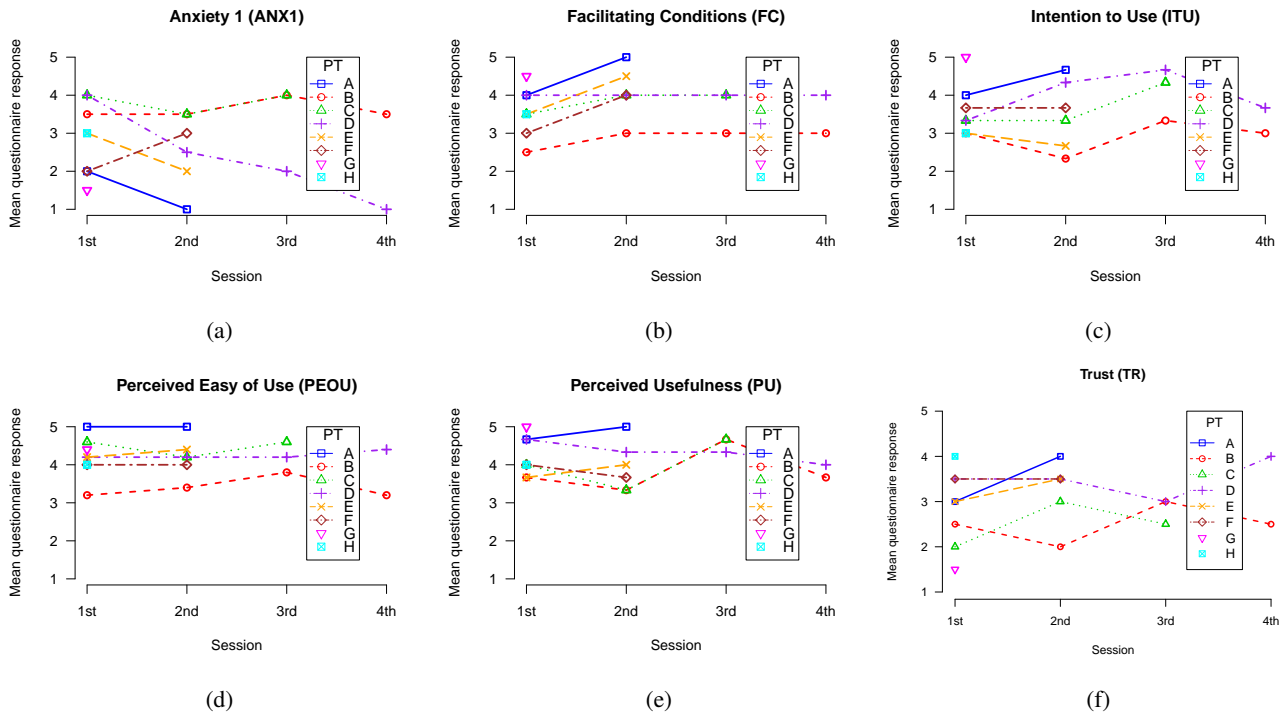 Anxiety 1 (ANX1)
Mean questionnaire response
5
4
3
2
1
1st
2nd
3rd
4th
Session
PT
A
B
C
D
E
F
G
H
(a)
Facilitating Conditions (FC)
Mean questionnaire response
5
4
3
2
1
1st
2nd
3rd
4th
Session
PT
A
B
C
D
E
F
G
H
(b)
Intention to Use (ITU)
Mean questionnaire response
5
4
3
2
1
1st
2nd
3rd
4th
Session
PT
A
B
C
D
E
F
G
H
(c)
Perceived Easy of Use (PEOU)
Mean questionnaire response
5
4
3
2
1
1st
2nd
3rd
4th
Session
PT
A
B
C
D
E
F
G
H
(d)
Perceived Usefulness (PU)
Mean questionnaire response
5
4
3
2
1
1st
2nd
3rd
4th
Session
PT
A
B
C
D
E
F
G
H
(e)
Trust (TR)
Mean questionnaire response
5
4
3
2
1
1st
2nd
3rd
4th
Session
PT
A
B
C
D
E
F
G
H
(f)